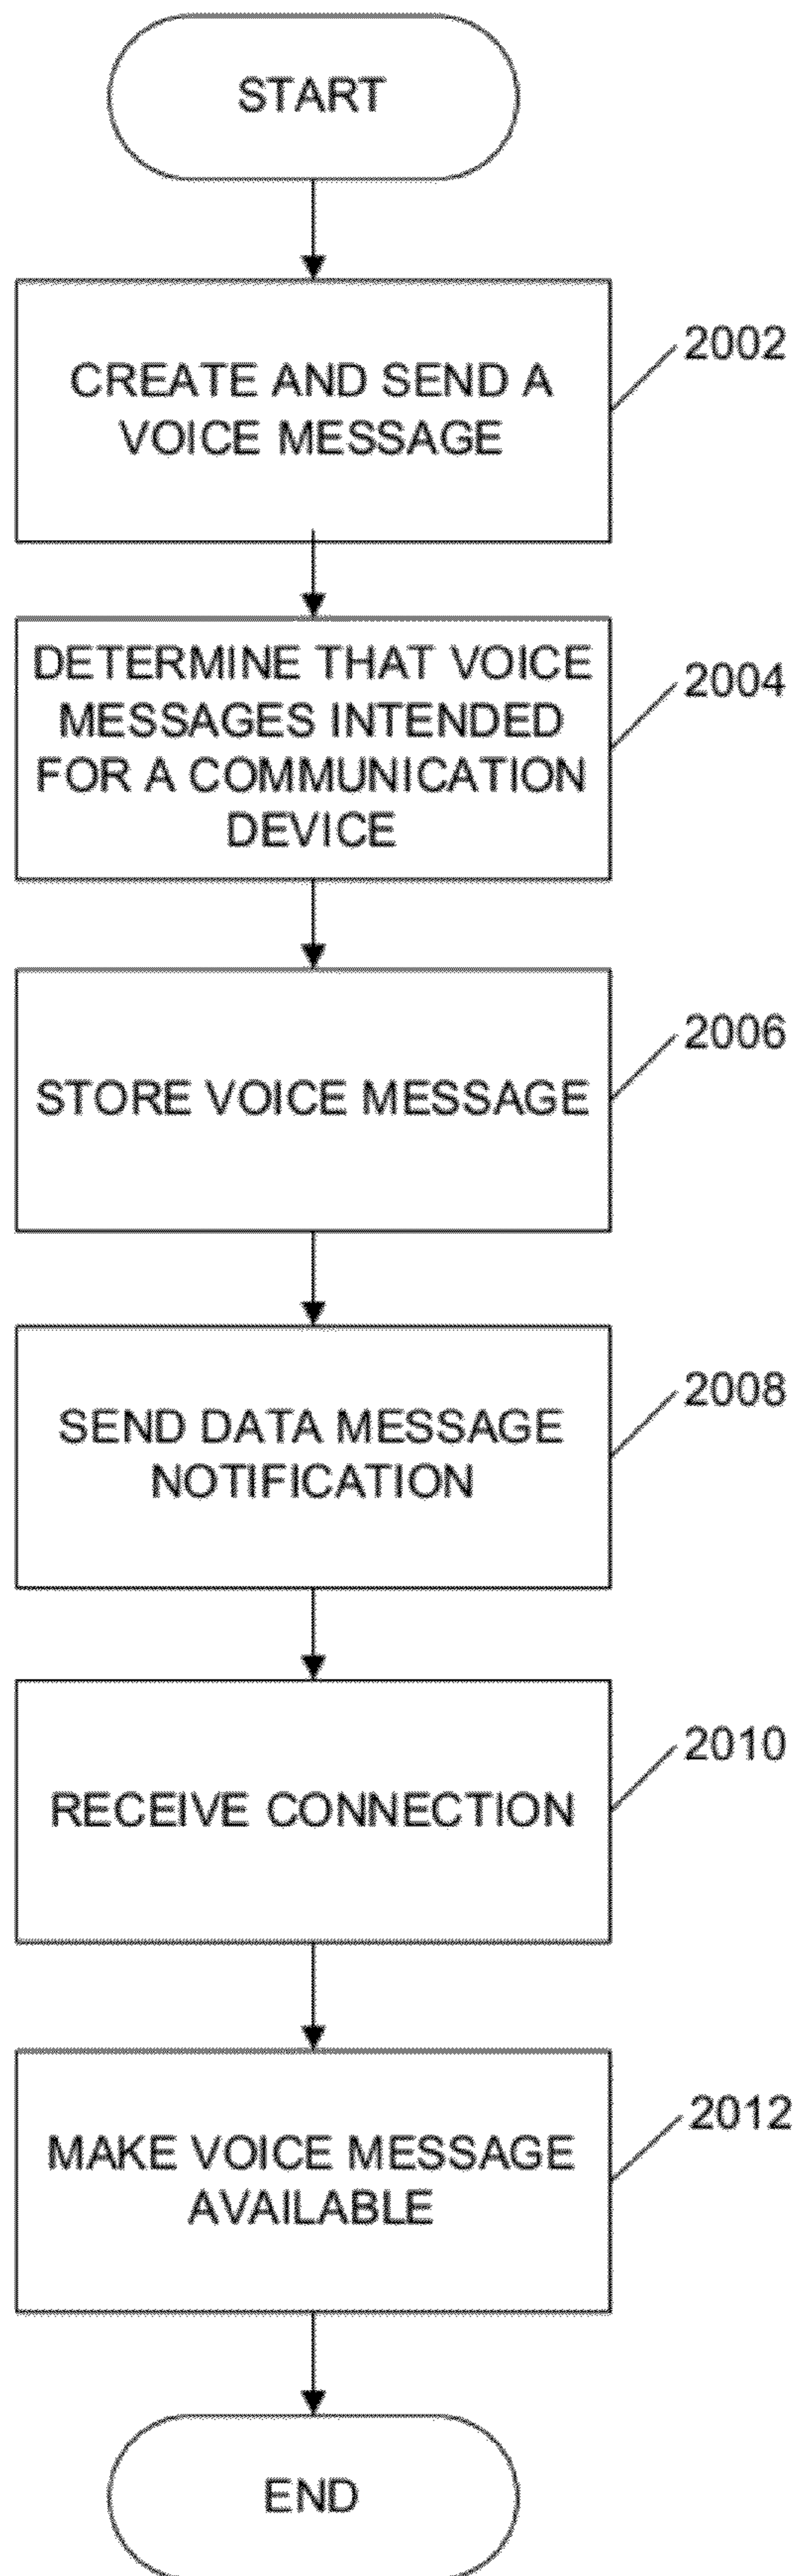 START
CREATE AND SEND A
VOICE MESSAGE
2002
DETERMINE THAT VOICE
MESSAGES INTENDED
FOR A COMMUNICATION
DEVICE
2004
STORE VOICE MESSAGE
2006
SEND DATA MESSAGE
NOTIFICATION
2008
RECEIVE CONNECTION
2010
MAKE VOICE MESSAGE
AVAILABLE
2012
END